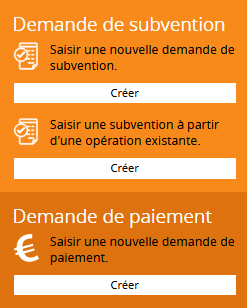 Demande de subvention
Saisir une nouvelle demande de
subvention.
Créer
Saisir une subvention à partir
d'une opération existante.
Créer
Demande de paiement
Saisir une nouvelle demande de
paiement.
Créer